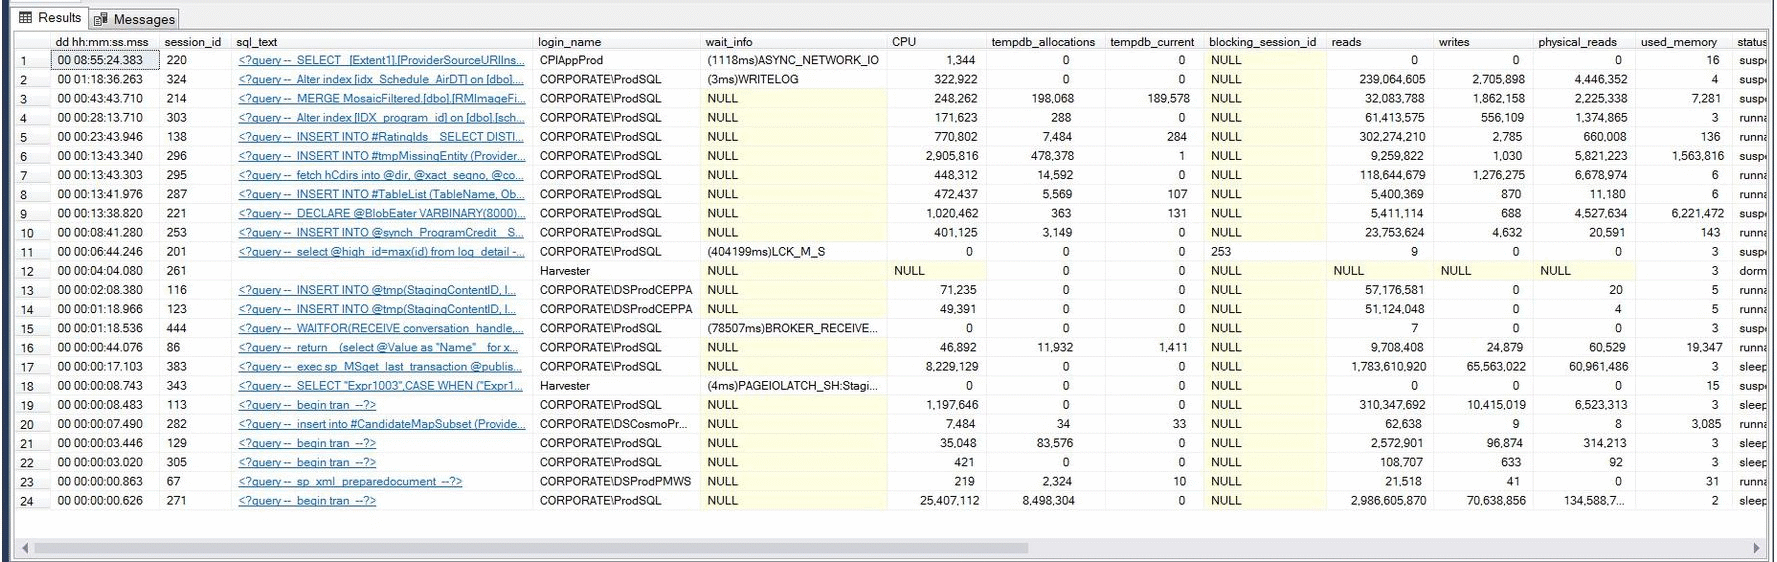 Results Messages
dd hh:mm:ss.mss session_id sql_text login_name wait_info CPU tempdb_allocations tempdb_current blocking_session_id reads writes physical_reads used_memory status
1 00 08:55:24.383 220 <?query -- SELECT [Extent1].[ProviderSourceURIIns... CPIAppProd (1118ms)ASYNC_NETWORK_IO 1,344 0 0 NULL 0 0 0 16 suspe
2 00 01:18:36.263 324 <?query -- Alter index [idx_Schedule_AirDT] on [dbo].... CORPORATE\ProdSQL (3ms)WRITELOG 322,922 0 0 NULL 239,064,605 2,705,898 4,446,352 4 suspe
3 00 00:43:43.710 214 <?query -- MERGE MosaicFiltered.[dbo].[RMImageFi... CORPORATE\ProdSQL NULL 248,262 198,068 189,578 NULL 32,083,788 1,862,158 2,225,338 7,281 suspe
4 00 00:28:13.710 303 <?query -- Alter index [IDX_program_id] on [dbo].[sch... CORPORATE\ProdSQL NULL 171,623 288 0 NULL 61,413,575 556,109 1,374,865 3 runna
5 00 00:23:43.946 138 <?query -- INSERT INTO #RatingIds SELECT DISTI... CORPORATE\ProdSQL NULL 770,802 7,484 284 NULL 302,274,210 2,785 660,008 136 runna
6 00 00:13:43.340 296 <?query -- INSERT INTO #tmpMissingEntity (Provider... CORPORATE\ProdSQL NULL 2,905,816 478,378 1 NULL 9,259,822 1,030 5,821,223 1,563,816 suspe
7 00 00:13:43.303 295 <?query -- fetch hCdirs into @dir, @xact_seqno, @co... CORPORATE\ProdSQL NULL 448,312 14,592 0 NULL 118,644,679 1,276,275 6,678,974 6 runna
8 00 00:13:41.976 287 <?query -- INSERT INTO #TableList (TableName, Ob... CORPORATE\ProdSQL NULL 472,437 5,569 107 NULL 5,400,369 870 11,180 6 runna
9 00 00:13:38.820 221 <?query -- DECLARE @BlobEater VARBINARY(8000)... CORPORATE\ProdSQL NULL 1,020,462 363 131 NULL 5,411,114 688 4,527,634 6,221,472 suspe
10 00 00:08:41.280 253 <?query -- INSERT INTO @synch_ProgramCredit S... CORPORATE\ProdSQL NULL 401,125 3,149 0 NULL 23,753,624 4,632 20,591 143 runna
11 00 00:06:44.246 201 <?query -- select @high_id=max(id) from log_detail -... CORPORATE\ProdSQL (404199ms)LCK_M_S 0 0 0 253 9 0 0 3 suspe
12 00 00:04:04.080 261 Harvester NULL NULL 0 0 NULL NULL NULL NULL 3 dorm
13 00 00:02:08.380 116 <?query -- INSERT INTO @tmp(StagingContentID, I... CORPORATE\DSProdCEPPA NULL 71,235 0 0 NULL 57,176,581 0 20 5 runna
14 00 00:01:18.966 123 <?query -- INSERT INTO @tmp(StagingContentID, I... CORPORATE\DSProdCEPPA NULL 49,391 0 0 NULL 51,124,048 0 4 5 runna
15 00 00:01:18.536 444 <?query -- WAITFOR(RECEIVE conversation_handle,... CORPORATE\ProdSQL (78507ms)BROKER_RECEIVE... 0 0 0 NULL 7 0 0 3 suspe
16 00 00:00:44.076 86 <?query -- return (select @Value as "Name" for x... CORPORATE\ProdSQL NULL 46,892 11,932 1,411 NULL 9,708,408 24,879 60,529 19,347 runna
17 00 00:00:17.103 383 <?query -- exec sp_MSget_last_transaction @publis... CORPORATE\ProdSQL NULL 8,229,129 0 0 NULL 1,783,610,920 65,563,022 60,961,486 3 sleep
18 00 00:00:08.743 343 <?query -- SELECT "Expr1003",CASE WHEN ("Expr1... Harvester (4ms)PAGEIOLATCH_SH:Stagi... 0 0 0 NULL 0 0 0 15 suspe
19 00 00:00:08.483 113 <?query -- begin tran --?> CORPORATE\ProdSQL NULL 1,197,646 0 0 NULL 310,347,692 10,415,019 6,523,313 3 sleep
20 00 00:00:07.490 282 <?query -- insert into #CandidateMapSubset (Provide... CORPORATE\DSCosmoPr... NULL 7,484 34 33 NULL 62,638 9 8 3,085 runna
21 00 00:00:03.446 129 <?query -- begin tran --?> CORPORATE\ProdSQL NULL 35,048 83,576 0 NULL 2,572,901 96,874 314,213 3 sleep
22 00 00:00:03.020 305 <?query -- begin tran --?> CORPORATE\ProdSQL NULL 421 0 0 NULL 108,707 633 92 3 sleep
23 00 00:00:00.863 67 <?query -- sp_xml_preparedocument --?> CORPORATE\DSProdPMWS NULL 219 2,324 10 NULL 21,518 41 0 31 runna
24 00 00:00:00.626 271 <?query -- begin tran --?> CORPORATE\ProdSQL NULL 25,407,112 8,498,304 0 NULL 2,986,605,870 70,638,856 134,588,7... 2 sleep